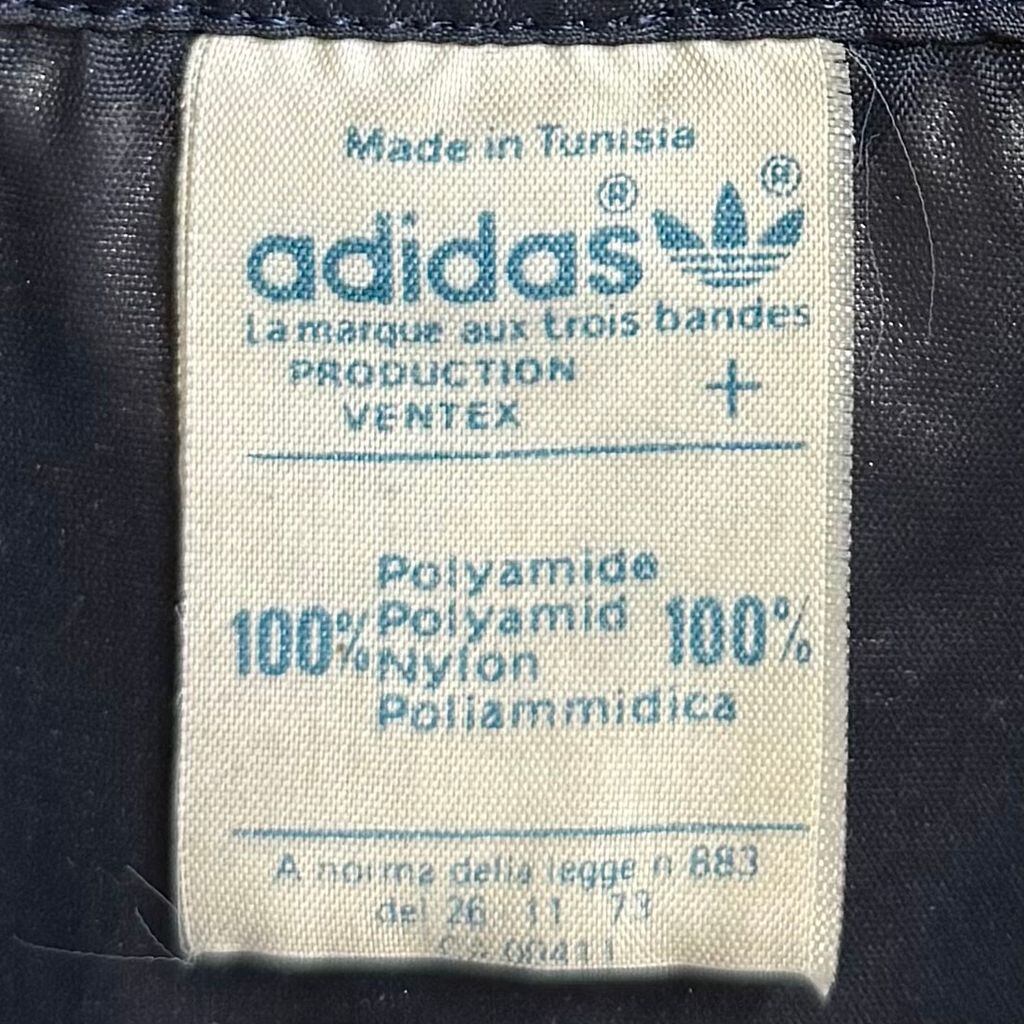 Made in Tunisia
adidas® ®
La marque aux trois bandes
PRODUCTION
VENTEX +
Polyamide
100% Polyamid 100%
Nylon
Poliammidica
A norma della legge n 883
del 26 11 73